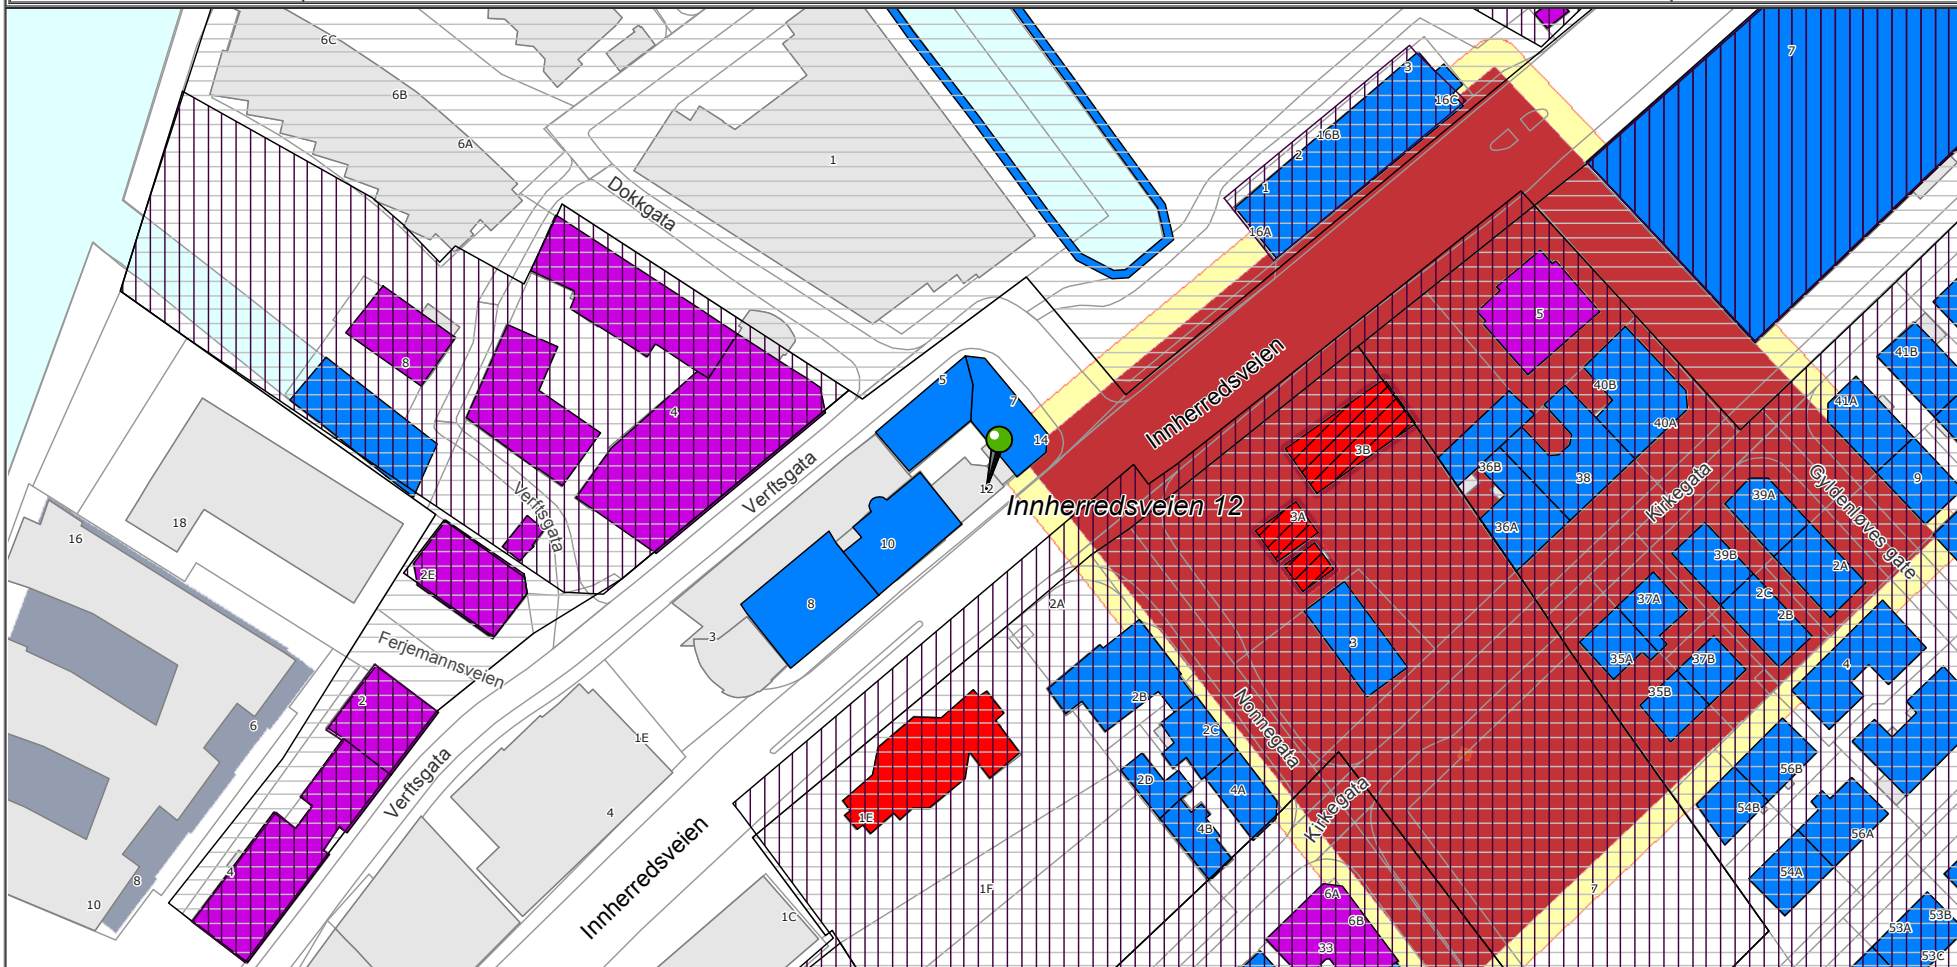 6C
7
6B
3
16C
16B
6A
2
1
1
Dokkgata
16A
5
Innherredsveien
8
41B
5
40B
7
41A
4
40A
14
3B
36B
38
9
Verftsgata
12
Kirkegata
39A
Gyldenløves gate
Innherredsveien 12
3A
18
Verftsgata
36A
16
10
39B
2A
2E
2C
37A
8
2A
2B
3
3
Ferjemannsveien
35A
37B
4
2
2B
35B
6
1E
2C
Nonnegata
56B
2D
4A
Verftsgata
54B
4
Kirkegata
1E
4B
56A
Innherredsveien
4
8
1F
7
54A
10
6A
1C
6B
53B
53A
33
53C